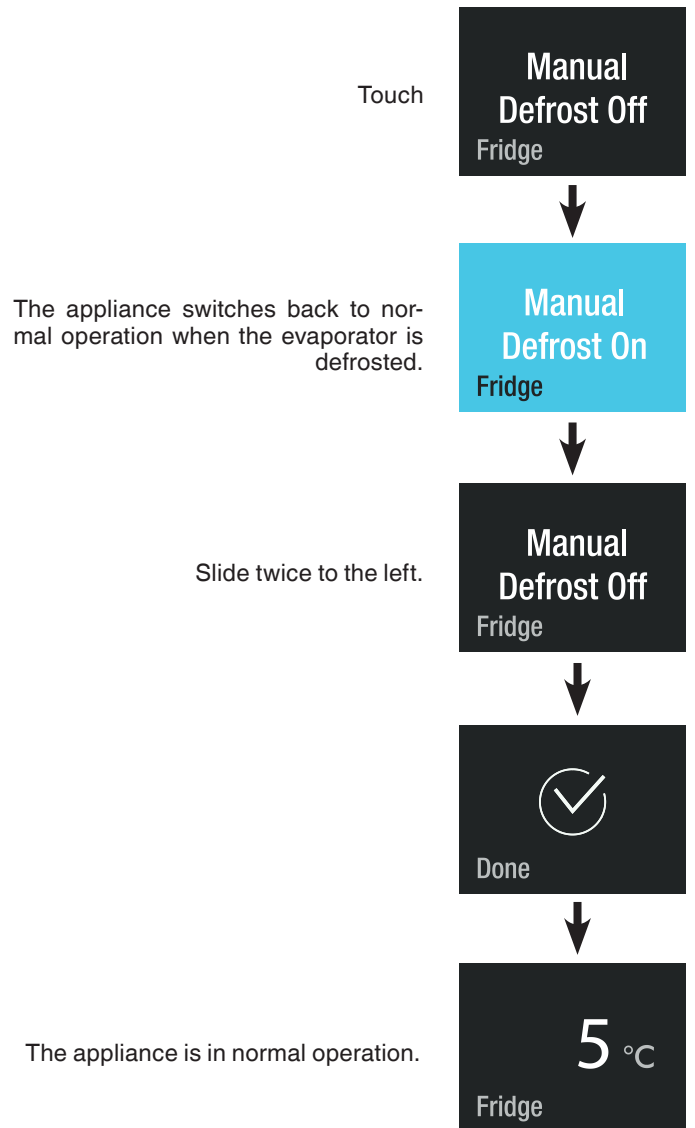 Touch
Manual
Defrost Off
Fridge
The appliance switches back to nor-
mal operation when the evaporator is
defrosted.
Manual
Defrost On
Fridge
Slide twice to the left.
Manual
Defrost Off
Fridge
Done
The appliance is in normal operation.
5 °C
Fridge